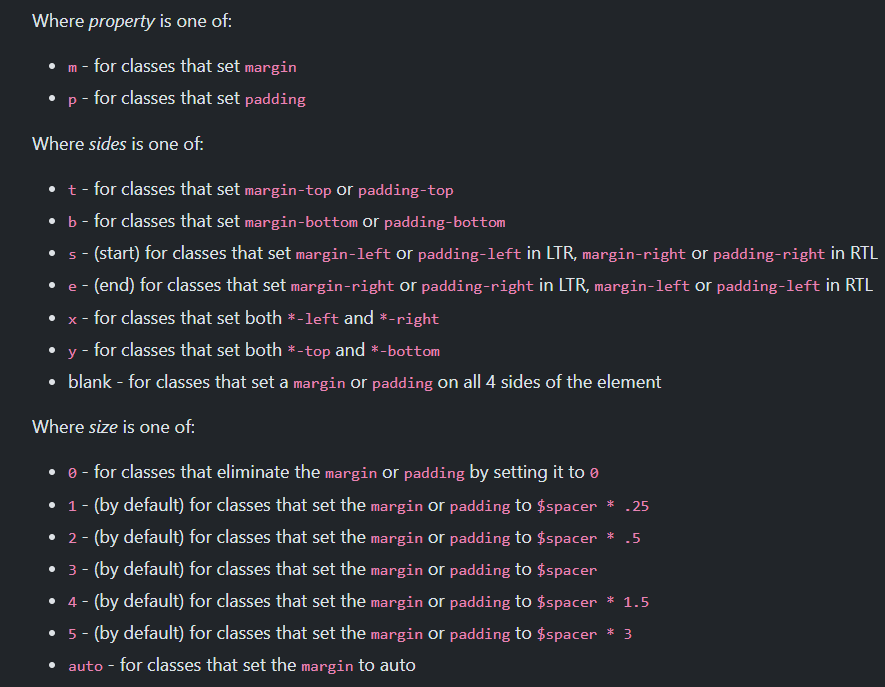 Where property is one of:
• m - for classes that set margin
• p - for classes that set padding
Where sides is one of:
• t - for classes that set margin-top or padding-top
• b - for classes that set margin-bottom or padding-bottom
• s - (start) for classes that set margin-left or padding-left in LTR, margin-right or padding-right in RTL
• e - (end) for classes that set margin-right or padding-right in LTR, margin-left or padding-left in RTL
• x - for classes that set both *-left and *-right
• y - for classes that set both *-top and *-bottom
• blank - for classes that set a margin or padding on all 4 sides of the element
Where size is one of:
• 0 - for classes that eliminate the margin or padding by setting it to 0
• 1 - (by default) for classes that set the margin or padding to $spacer * .25
• 2 - (by default) for classes that set the margin or padding to $spacer * .5
• 3 - (by default) for classes that set the margin or padding to $spacer
• 4 - (by default) for classes that set the margin or padding to $spacer * 1.5
• 5 - (by default) for classes that set the margin or padding to $spacer * 3
• auto - for classes that set the margin to auto